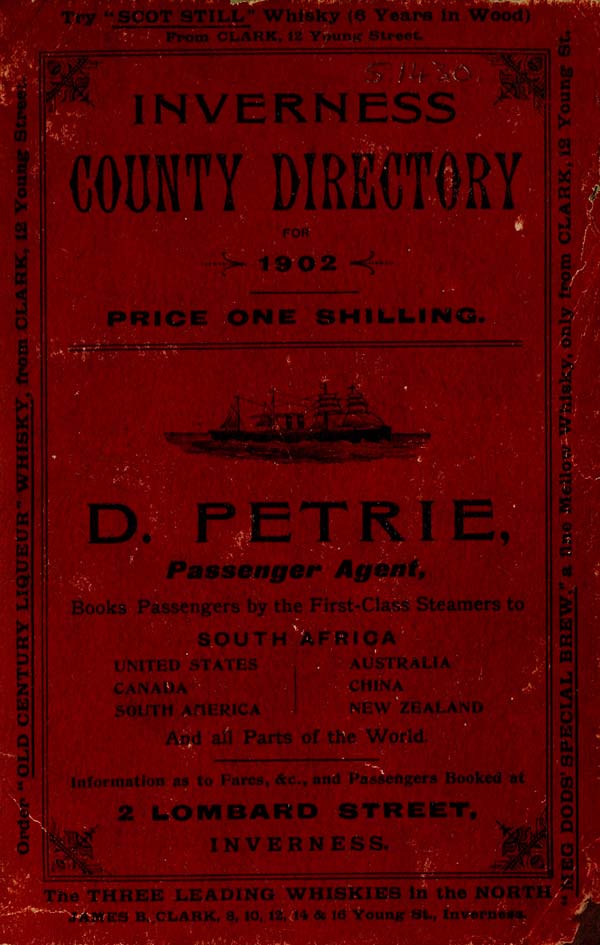 Try "SCOT STILL" Whisky (6 Years in Wood)
From CLARK, 12 Young Street.
51430
INVERNESS
COUNTY DIRECTORY
FOR
1902
PRICE ONE SHILLING.
D. PETRIE,
Passenger Agent,
Books Passengers by the First-Class Steamers to
SOUTH AFRICA
UNITED STATES
CANADA
SOUTH AMERICA
AUSTRALIA
CHINA
NEW ZEALAND
And all Parts of the World.
Information as to Fares, &c., and Passengers Booked at
2 LOMBARD STREET,
INVERNESS.
Order "OLD CENTURY LIQUEUR" WHISKY, from CLARK, 12 Young Street.
"MEG DODS' SPECIAL BREW," a fine Mellow Whisky, only from CLARK, 12 Young St.
The THREE LEADING WHISKIES in the NORTH
JAMES B. CLARK, 8, 10, 12, 14 & 16 Young St., Inverness.